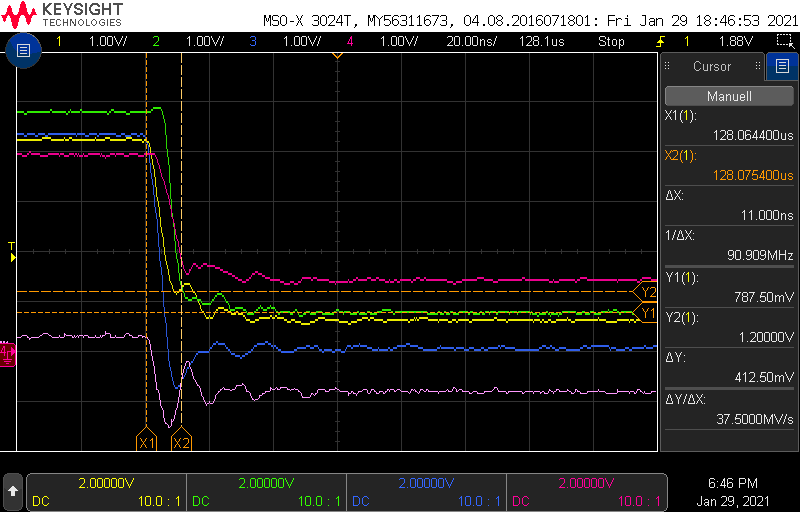 KEYSIGHT
TECHNOLOGIES
MSO-X 3024T, MY56311673, 04.08.2016071801: Fri Jan 29 18:46:53 2021
1 1.00V/ 2 1.00V/ 3 1.00V/ 4 1.00V/ 20.00ns/ 128.1us Stop 1 1.88V
Cursor
Manuell
X1(1):
128.064400us
X2(1):
128.075400us
ΔX:
11.000ns
1/ΔX:
90.909MHz
Y1(1):
787.50mV
Y2(1):
1.20000V
ΔY:
412.50mV
ΔY/ΔX:
37.5000MV/s
T
Y2
Y1
4
X1 X2
2.00000V 2.00000V 2.00000V 2.00000V
DC 10.0 : 1 DC 10.0 : 1 DC 10.0 : 1 DC 10.0 : 1
6:46 PM
Jan 29, 2021